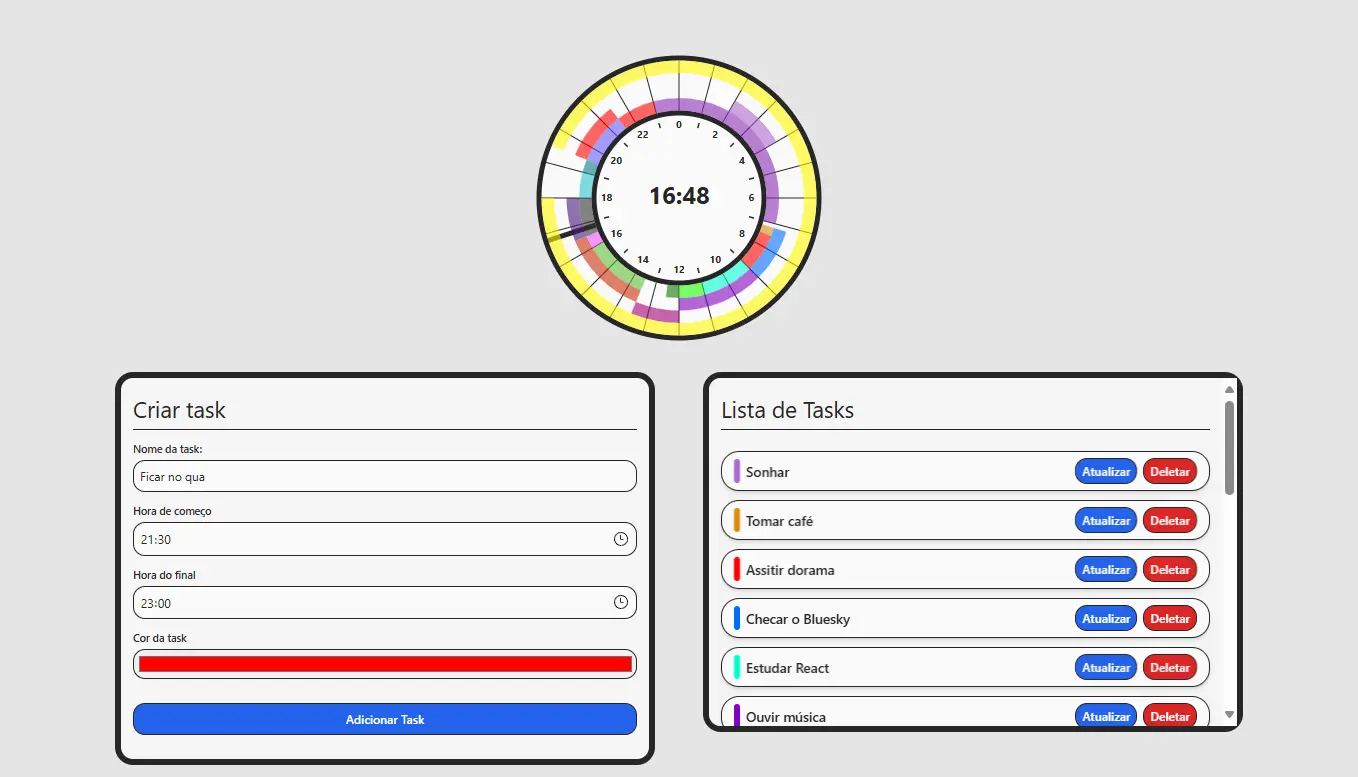 0
22
2
20
4
16:48
18
6
16
8
14
10
12
Criar task
Nome da task:
Ficar no qua
Hora de começo
21:30
Hora do final
23:00
Cor da task
Adicionar Task
Lista de Tasks
Sonhar Atualizar Deletar
Tomar café Atualizar Deletar
Assitir dorama Atualizar Deletar
Checar o Bluesky Atualizar Deletar
Estudar React Atualizar Deletar
Ouvir música Atualizar Deletar